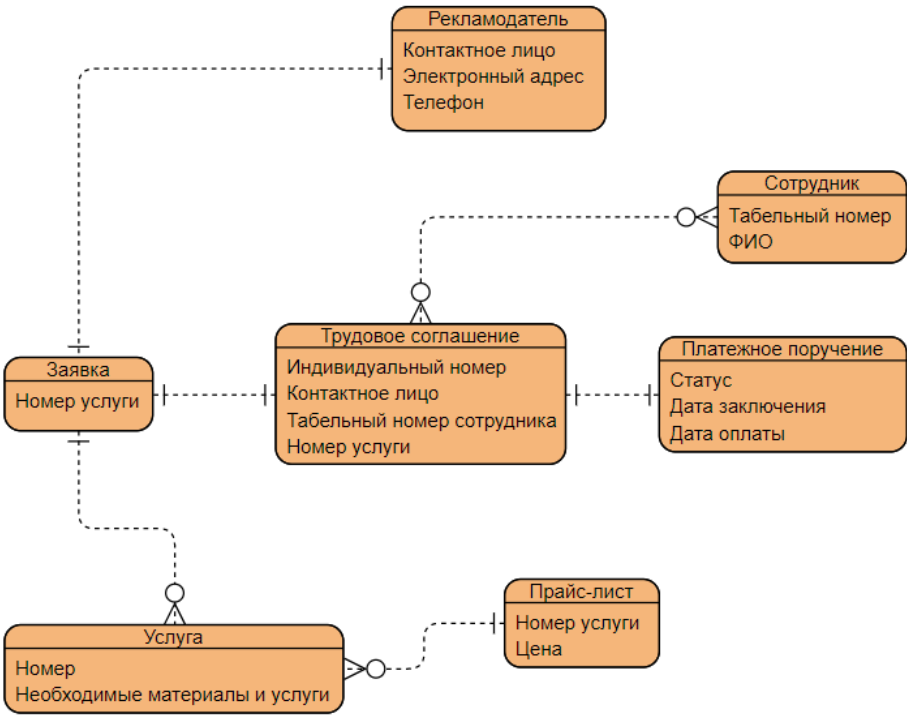 Рекламодатель
Контактное лицо
Электронный адрес
Телефон
Сотрудник
Табельный номер
ФИО
Трудовое соглашение
Индивидуальный номер
Контактное лицо
Табельный номер сотрудника
Номер услуги
Платежное поручение
Статус
Дата заключения
Дата оплаты
Заявка
Номер услуги
Прайс-лист
Номер услуги
Цена
Услуга
Номер
Необходимые материалы и услуги